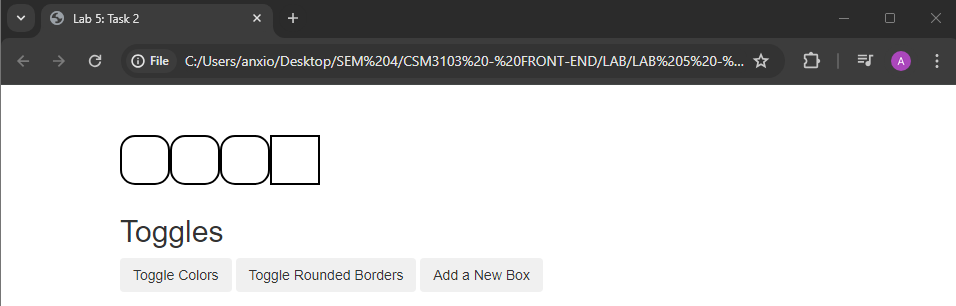 Lab 5: Task 2
File C:/Users/anxio/Desktop/SEM%204/CSM3103%20-%20FRONT-END/LAB/LAB%205%20-%... A
Toggles
Toggle Colors Toggle Rounded Borders Add a New Box